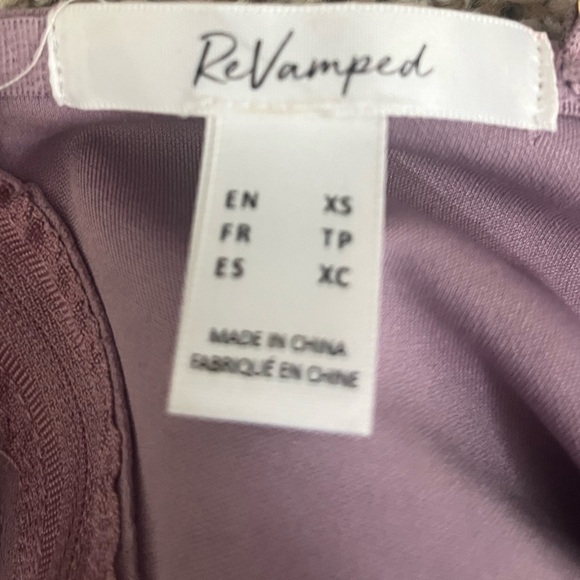 ReVamped
EN XS
FR TP
ES XC
MADE IN CHINA
FABRIQUÉ EN CHINE